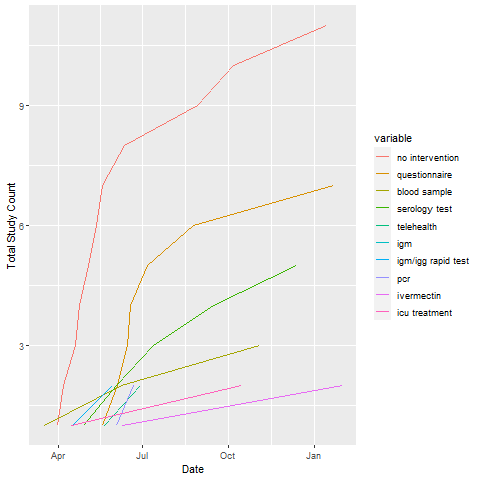 9
6
3
Total Study Count
Apr
Jul
Oct
Jan
Date
variable
no intervention
questionnaire
blood sample
serology test
telehealth
igm
igm/igg rapid test
pcr
ivermectin
icu treatment